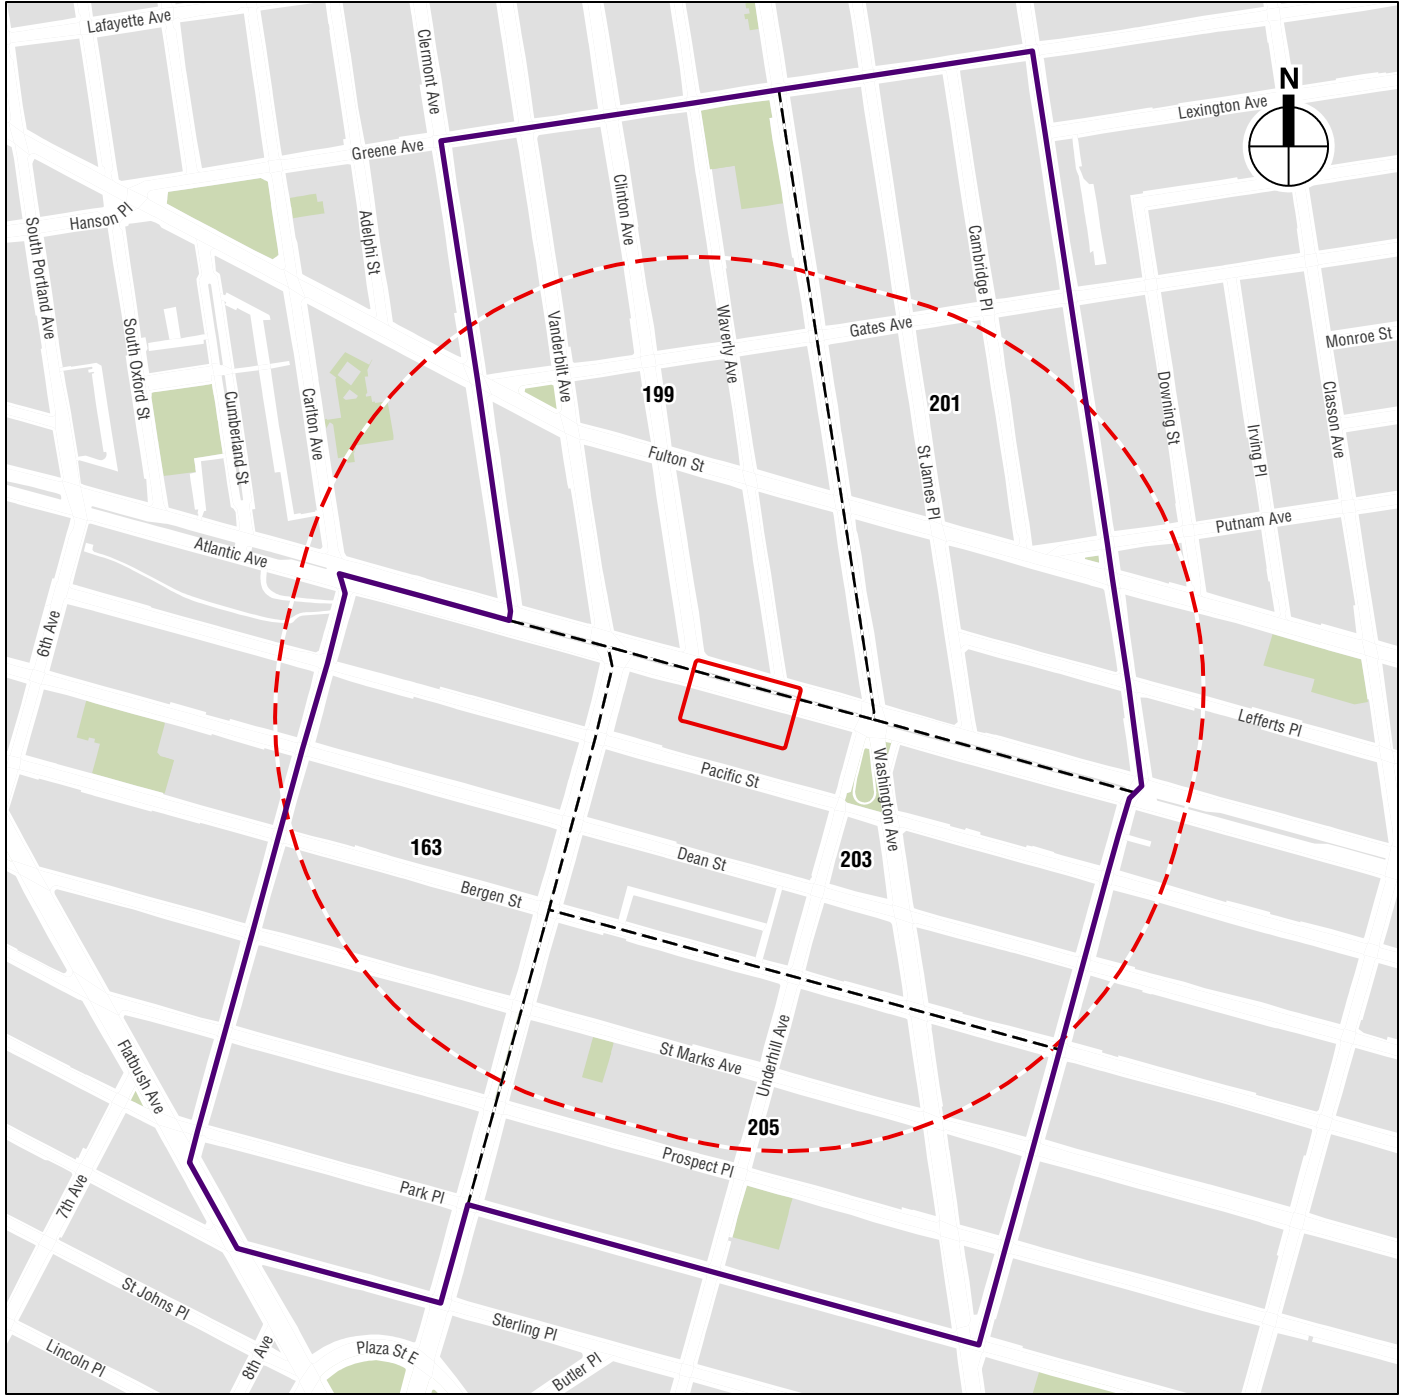 Lafayette Ave
Clermont Ave
N
Lexington Ave
Greene Ave
Hanson Pl
South Portland Ave
Adelphi St
Clinton Ave
Cambridge Pl
South Oxford St
Vanderbilt Ave
Waverly Ave
Gates Ave
Monroe St
Cumberland St
Carlton Ave
199
201
Downing St
Classon Ave
Irving Pl
Fulton St
St James Pl
Putnam Ave
Atlantic Ave
6th Ave
Lefferts Pl
Pacific St
Washington Ave
163
Dean St
203
Bergen St
Flatbush Ave
St Marks Ave
Underhill Ave
205
Prospect Pl
Park Pl
7th Ave
St Johns Pl
Sterling Pl
Lincoln Pl
8th Ave
Plaza St E
Butler Pl